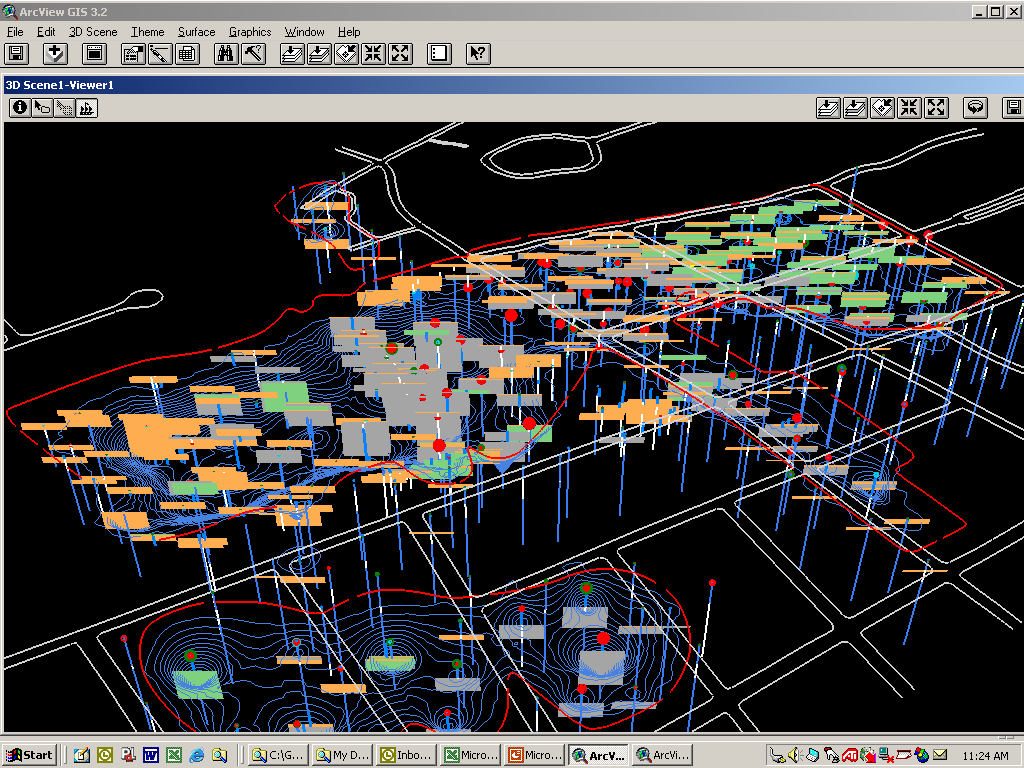 ArcView GIS 3.2
File Edit 3D Scene Theme Surface Graphics Window Help
3D Scene1-Viewer1
Start C:\G... My D... Inbo... Micro... Micro... ArcV... ArcVi... 11:24 AM